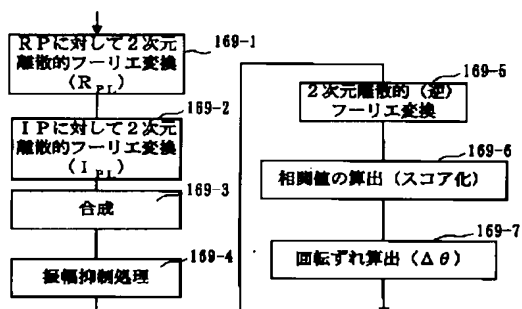 RPに対して2次元
離散的フーリエ変換
(R PL)
169-1
IPに対して2次元
離散的フーリエ変換
(I PL)
169-2
合成
169-3
振幅抑制処理
169-4
2次元離散的(逆)
フーリエ変換
169-5
相関値の算出(スコア化)
169-6
回転ずれ算出(Δθ)
169-7